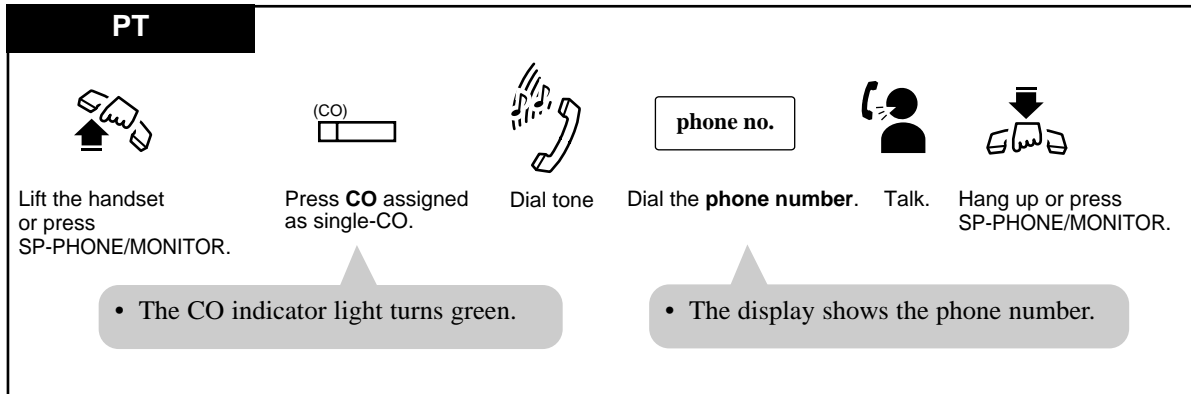 PT
(CO)
phone no.
Lift the handset
or press
SP-PHONE/MONITOR.
Press CO assigned
as single-CO.
Dial tone
Dial the phone number.
Talk.
Hang up or press
SP-PHONE/MONITOR.
• The CO indicator light turns green.
• The display shows the phone number.